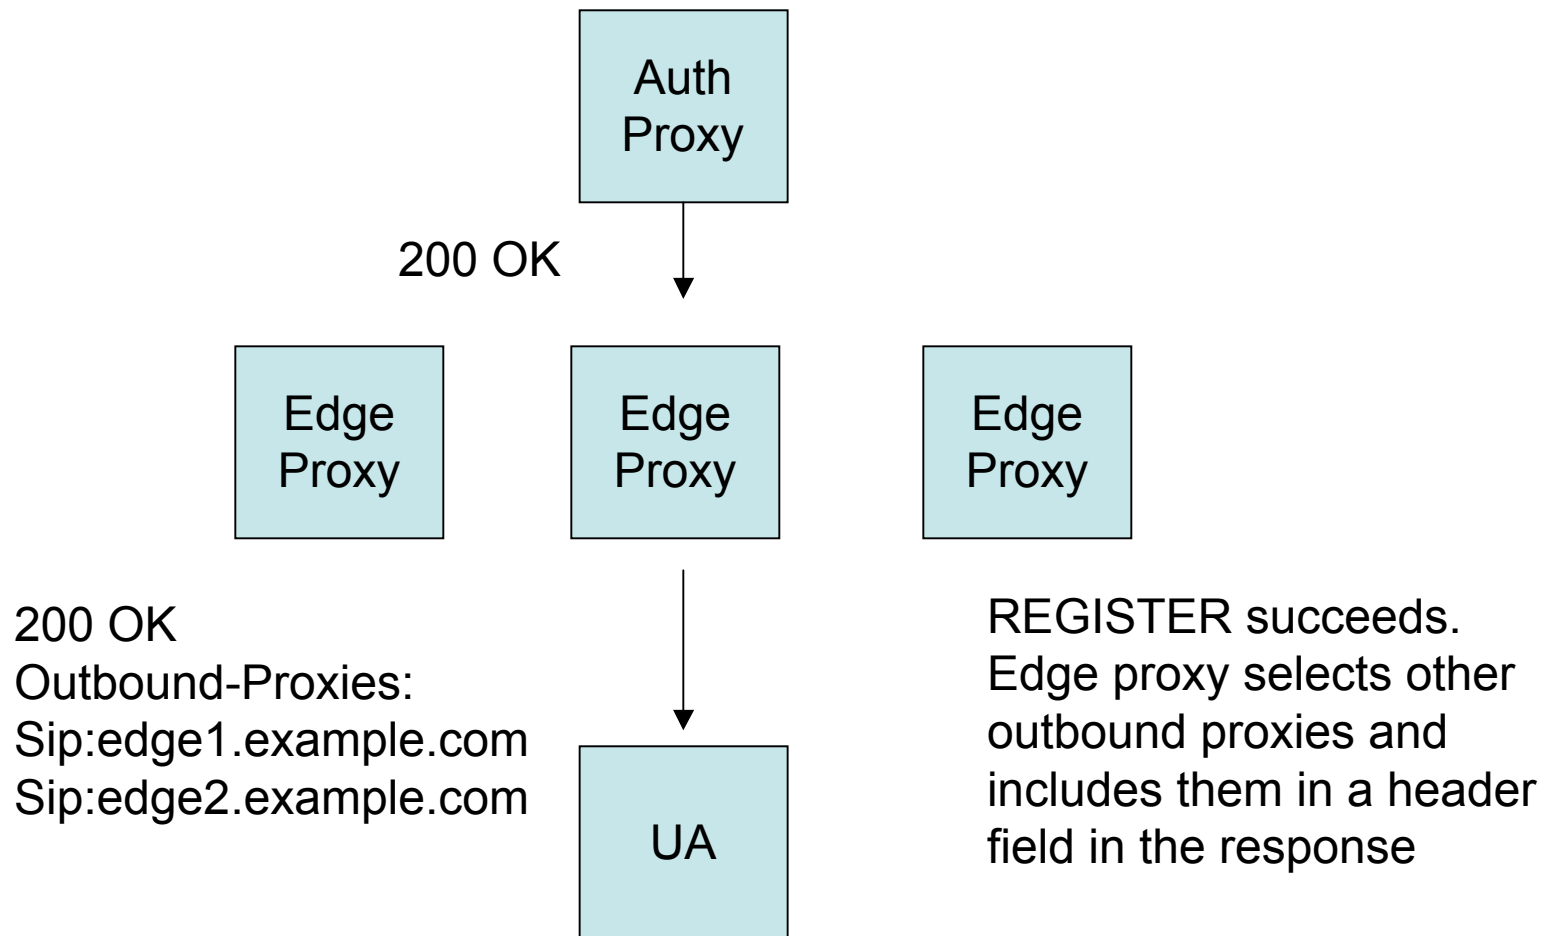 Auth
Proxy
200 OK
Edge
Proxy
Edge
Proxy
Edge
Proxy
200 OK
Outbound-Proxies:
Sip:edge1.example.com
Sip:edge2.example.com
REGISTER succeeds.
Edge proxy selects other
outbound proxies and
includes them in a header
field in the response
UA